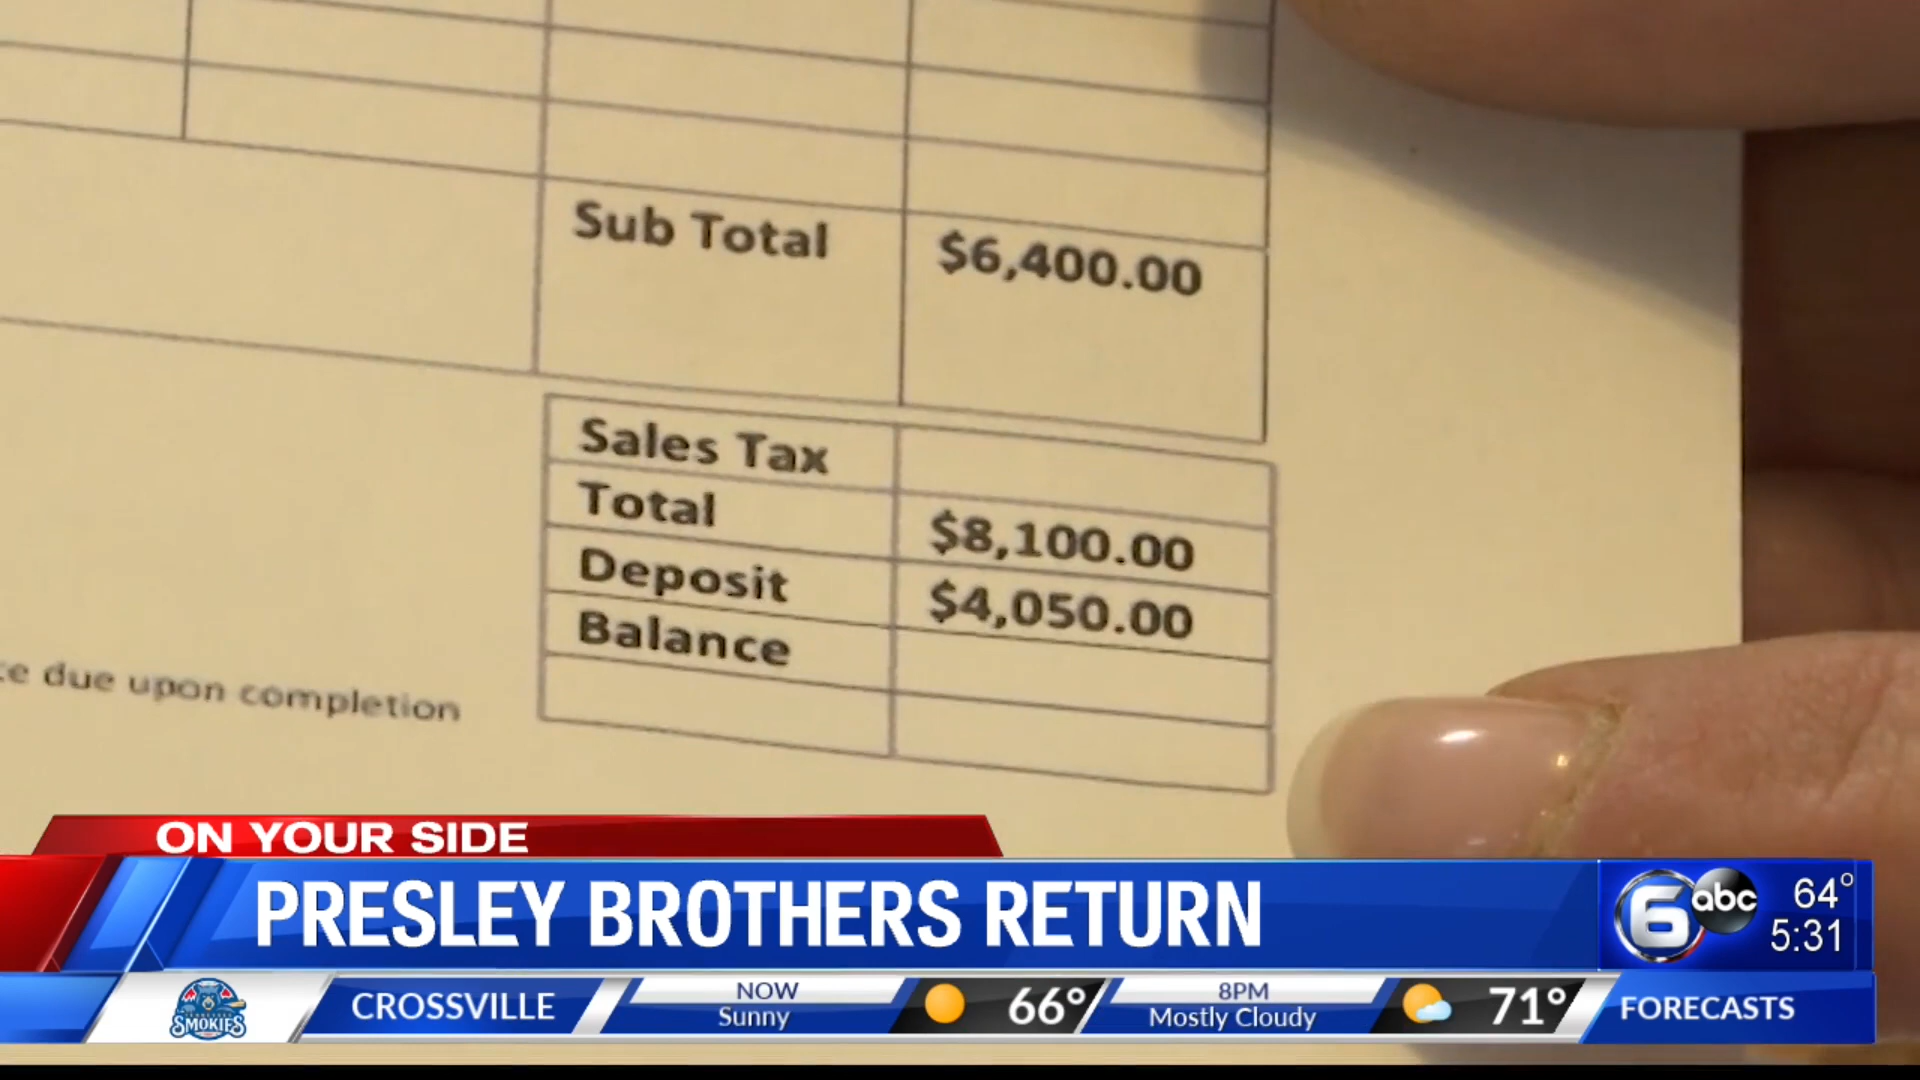 Sub Total $6,400.00
Sales Tax
Total $8,100.00
Deposit $4,050.00
Balance
due upon completion
ON YOUR SIDE
PRESLEY BROTHERS RETURN
6 abc 64°
5:31
SMOKIES
CROSSVILLE
NOW
Sunny
66°
8PM
Mostly Cloudy
71°
FORECASTS